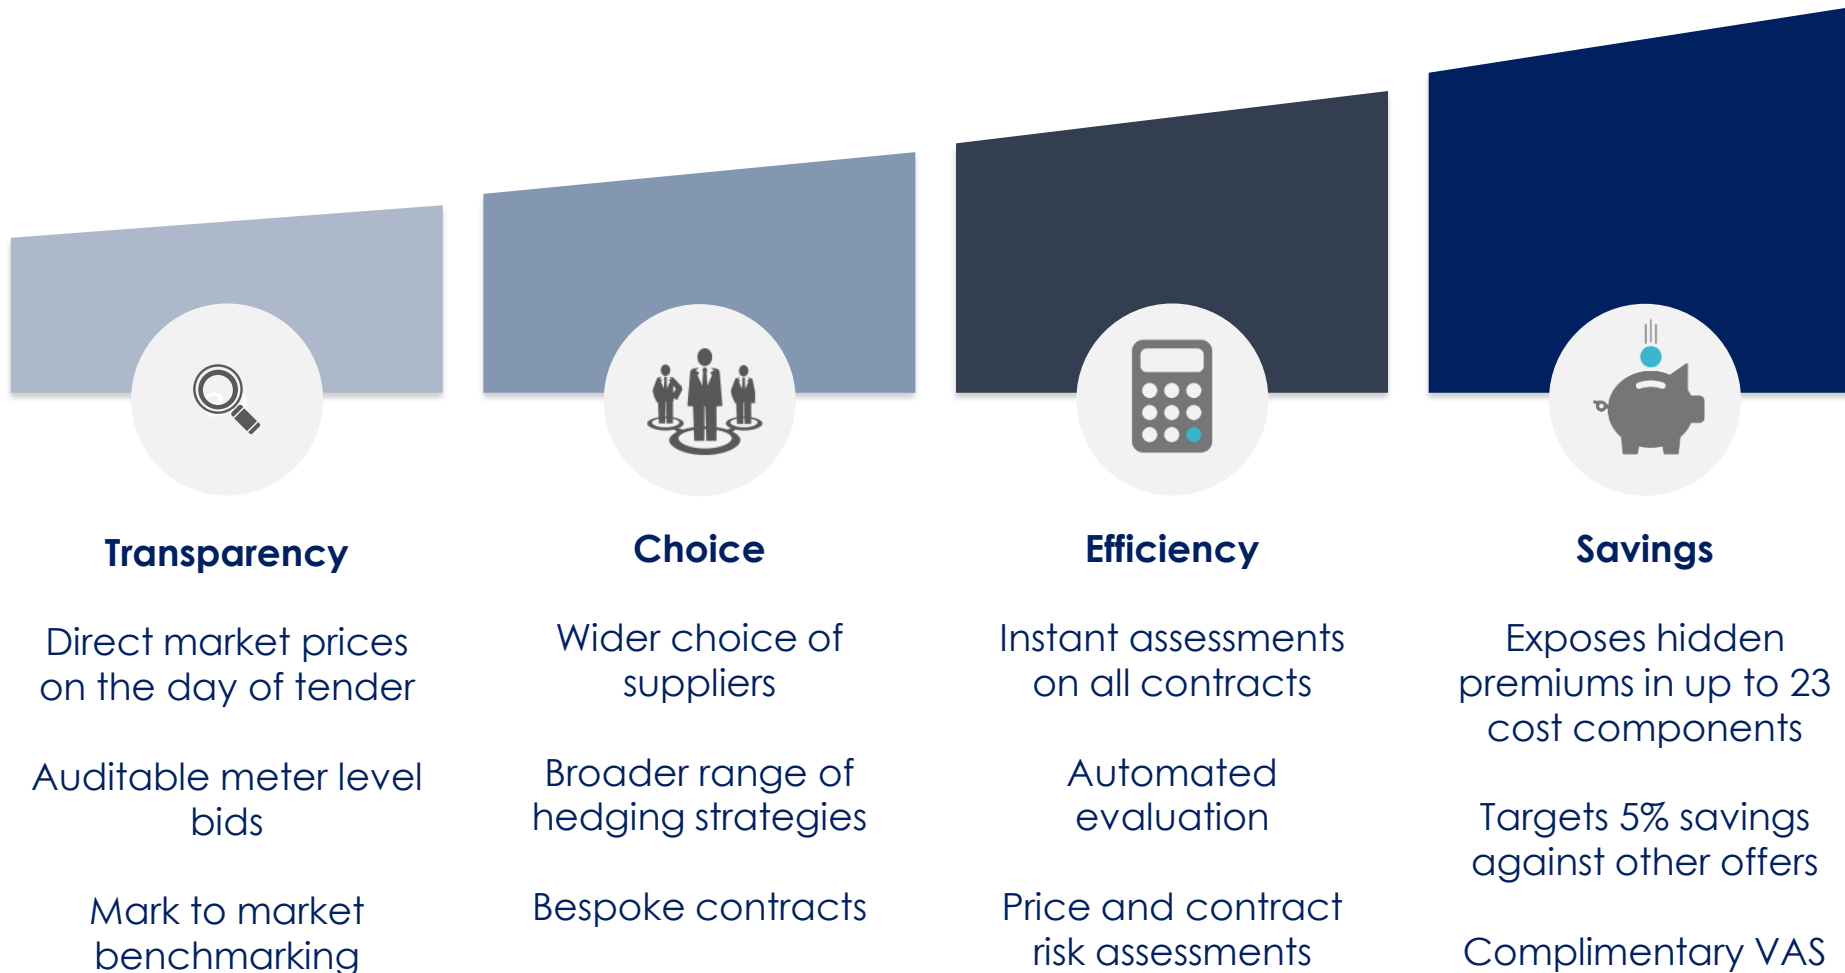 Transparency
Direct market prices
on the day of tender
Auditable meter level
bids
Mark to market
benchmarking
Choice
Wider choice of
suppliers
Broader range of
hedging strategies
Bespoke contracts
Efficiency
Instant assessments
on all contracts
Automated
evaluation
Price and contract
risk assessments
Savings
Exposes hidden
premiums in up to 23
cost components
Targets 5% savings
against other offers
Complimentary VAS